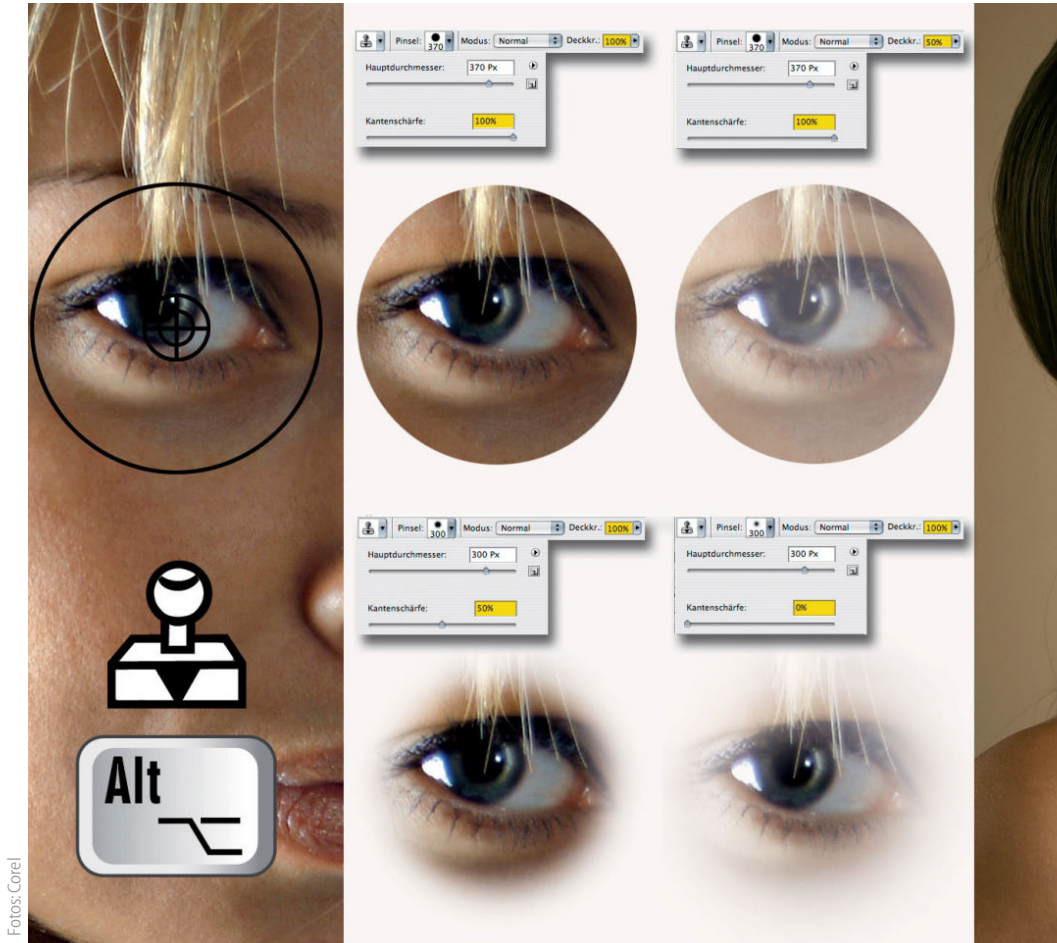 Pinsel: 370 Modus: Normal Deckkr.: 100%
Hauptdurchmesser: 370 Px
Kantenschärfe: 100%
Pinsel: 370 Modus: Normal Deckkr.: 50%
Hauptdurchmesser: 370 Px
Kantenschärfe: 100%
Pinsel: 300 Modus: Normal Deckkr.: 100%
Hauptdurchmesser: 300 Px
Kantenschärfe: 50%
Pinsel: 300 Modus: Normal Deckkr.: 100%
Hauptdurchmesser: 300 Px
Kantenschärfe: 0%
Alt
Fotos: Corel